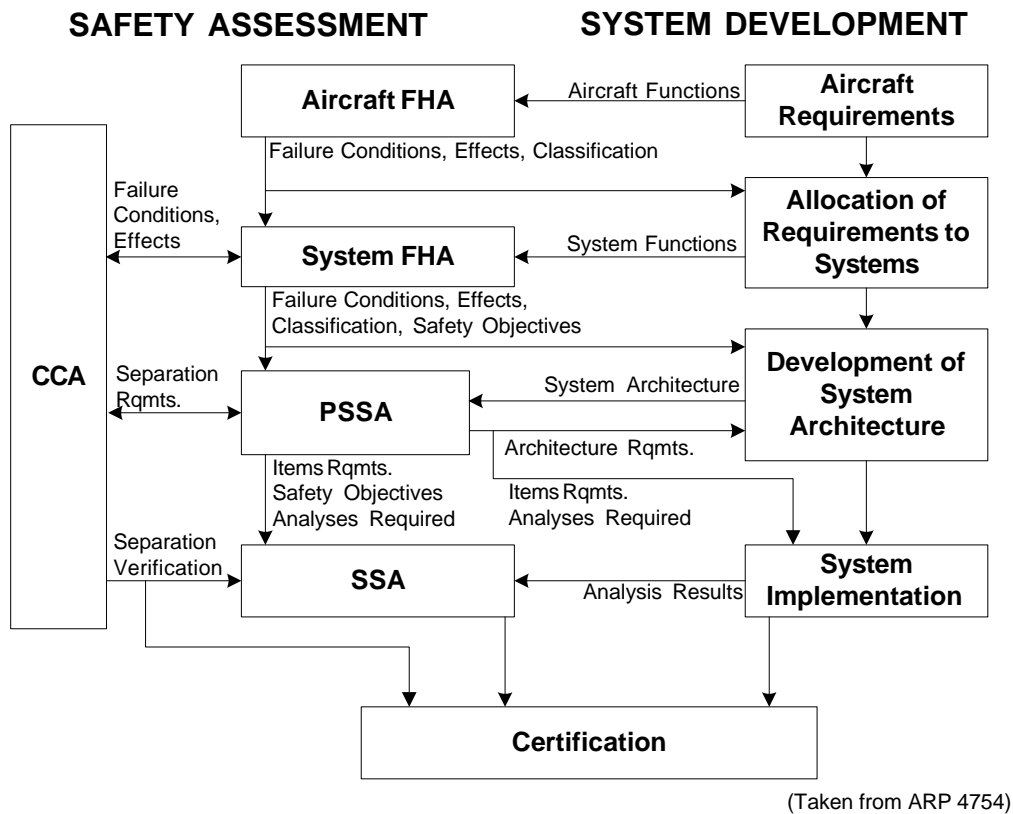 SAFETY ASSESSMENT
SYSTEM DEVELOPMENT
Aircraft FHA
Aircraft Functions
Aircraft
Requirements
Failure Conditions, Effects, Classification
Failure
Conditions,
Effects
System FHA
System Functions
Allocation of
Requirements to
Systems
Failure Conditions, Effects,
Classification, Safety Objectives
CCA
Separation
Rqmts.
PSSA
System Architecture
Development of
System
Architecture
Architecture Rqmts.
Items Rqmts.
Safety Objectives
Analyses Required
Items Rqmts.
Analyses Required
Separation
Verification
SSA
Analysis Results
System
Implementation
Certification
(Taken from ARP 4754)